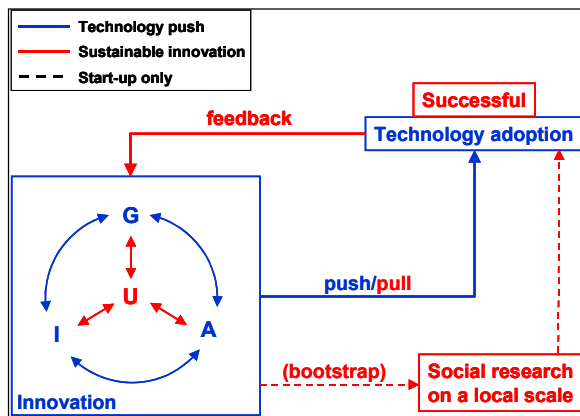 Technology push
Sustainable innovation
Start-up only
Successful
feedback
Technology adoption
G
push/pull
U
I
A
(bootstrap)
Social research
on a local scale
Innovation